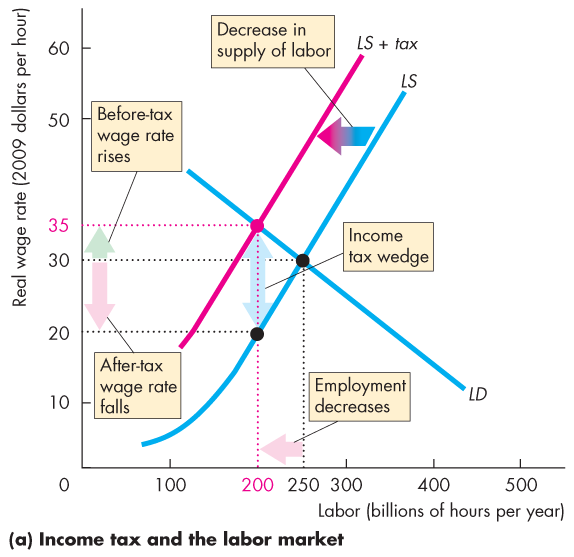 Real wage rate (2009 dollars per hour)
60
50
35
30
20
10
0
Decrease in
supply of labor
LS + tax
LS
Before-tax
wage rate
rises
Income
tax wedge
After-tax
wage rate
falls
Employment
decreases
LD
100
200
250
300
400
500
Labor (billions of hours per year)
(a) Income tax and the labor market